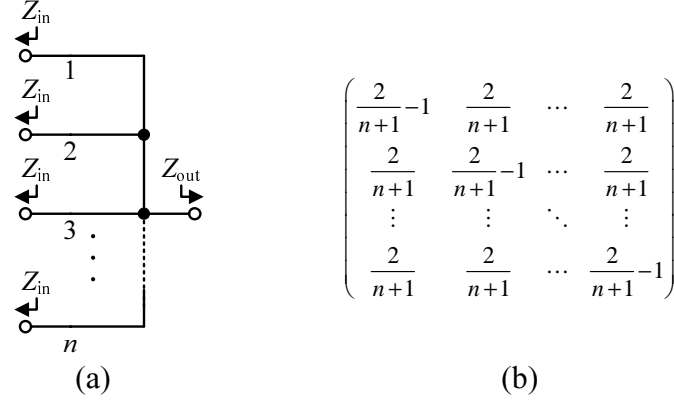 Z_in
1
Z_in
2
Z_in
Z_out
3
Z_in
n
(a)
2/(n+1) −1 2/(n+1) ⋯ 2/(n+1)
2/(n+1) 2/(n+1) −1 ⋯ 2/(n+1)
⋮ ⋮ ⋱ ⋮
2/(n+1) 2/(n+1) ⋯ 2/(n+1) −1
(b)